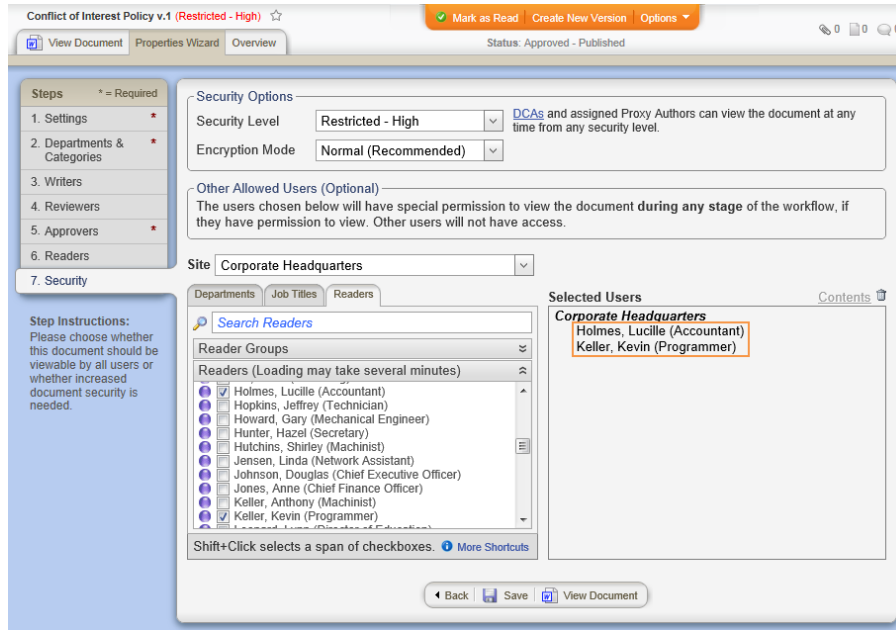 Conflict of Interest Policy v.1 (Restricted - High)
Mark as Read Create New Version Options
0 0
View Document Properties Wizard Overview
Status: Approved - Published
Steps * = Required
1. Settings *
2. Departments & *
Categories
3. Writers
4. Reviewers
5. Approvers *
6. Readers
7. Security
Step Instructions:
Please choose whether
this document should be
viewable by all users or
whether increased
document security is
needed.
Security Options
Security Level Restricted - High
DCAs and assigned Proxy Authors can view the document at any
time from any security level.
Encryption Mode Normal (Recommended)
Other Allowed Users (Optional)
The users chosen below will have special permission to view the document during any stage of the workflow, if
they have permission to view. Other users will not have access.
Site Corporate Headquarters
Departments Job Titles Readers
Search Readers
Reader Groups
Readers (Loading may take several minutes)
Holmes, Lucille (Accountant)
Hopkins, Jeffrey (Technician)
Howard, Gary (Mechanical Engineer)
Hunter, Hazel (Secretary)
Hutchins, Shirley (Machinist)
Jensen, Linda (Network Assistant)
Johnson, Douglas (Chief Executive Officer)
Jones, Anne (Chief Finance Officer)
Keller, Anthony (Machinist)
Keller, Kevin (Programmer)
Shift+Click selects a span of checkboxes. More Shortcuts
Selected Users Contents
Corporate Headquarters
Holmes, Lucille (Accountant)
Keller, Kevin (Programmer)
Back Save View Document